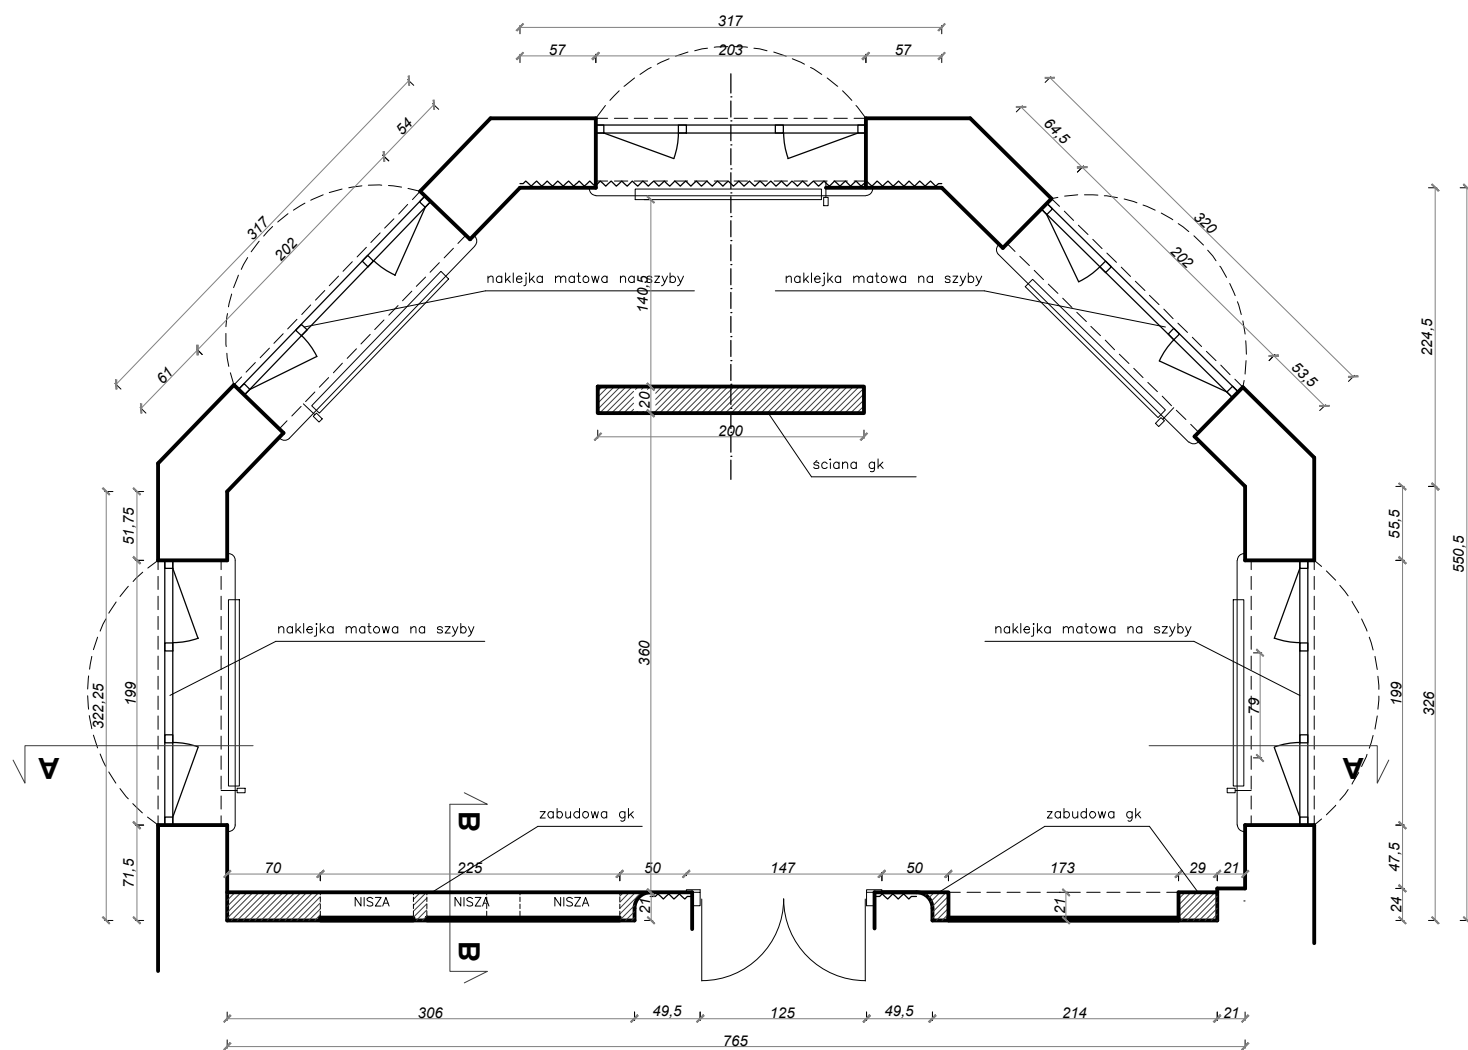 317
57 203 57
54
64,5
317
202
320
202
naklejka matowa na szyby
140,5
naklejka matowa na szyby
224,5
61
53,5
20
200
ściana gk
51,75
55,5
550,5
naklejka matowa na szyby
360
naklejka matowa na szyby
322,25
199
79
199
326
A
A
B
zabudowa gk
zabudowa gk
71,5
70 225 50 147 50 173 29 21
47,5
NISZA NISZA NISZA
21
21
24
B
306 49,5 125 49,5 214 21
765